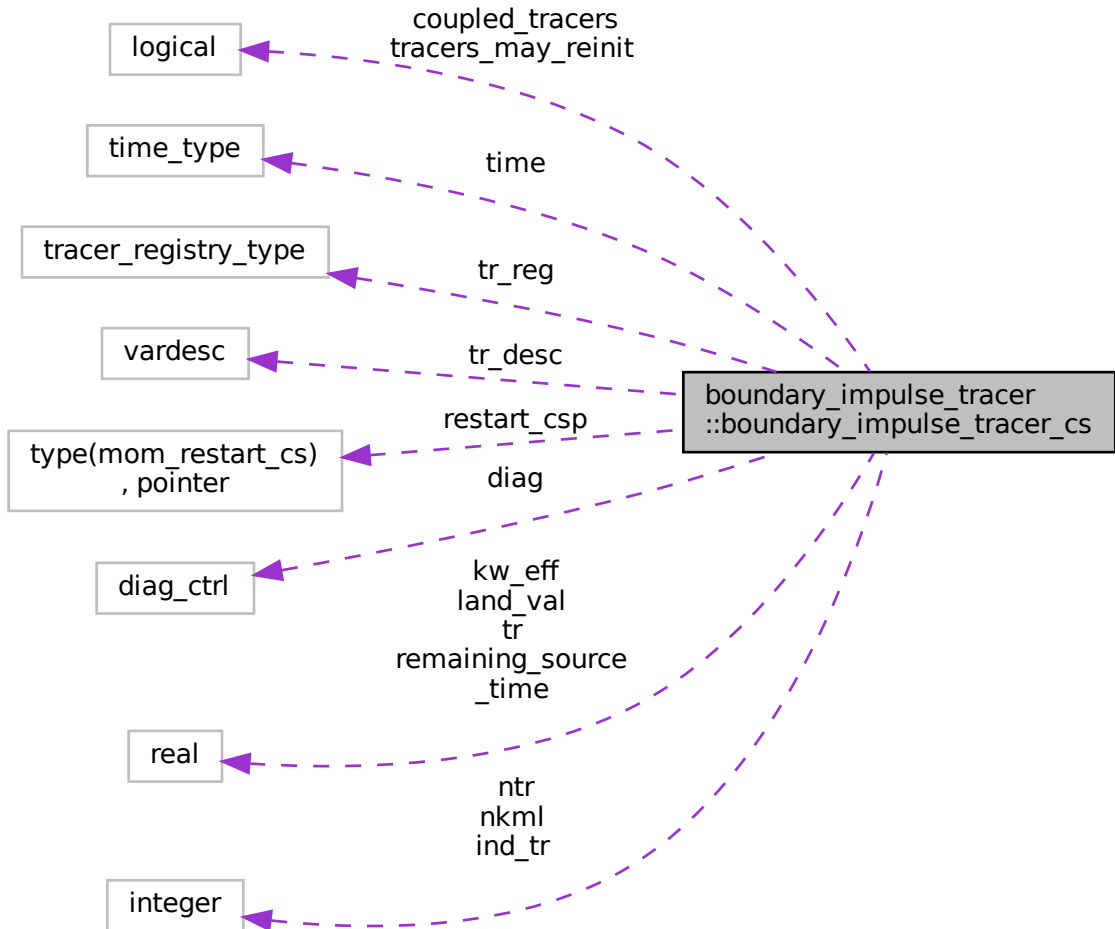 coupled_tracers
tracers_may_reinit
logical
time
time_type
tr_reg
tracer_registry_type
tr_desc
vardesc
boundary_impulse_tracer
::boundary_impulse_tracer_cs
restart_csp
type(mom_restart_cs)
, pointer
diag
diag_ctrl
kw_eff
land_val
tr
remaining_source
_time
real
ntr
nkml
ind_tr
integer